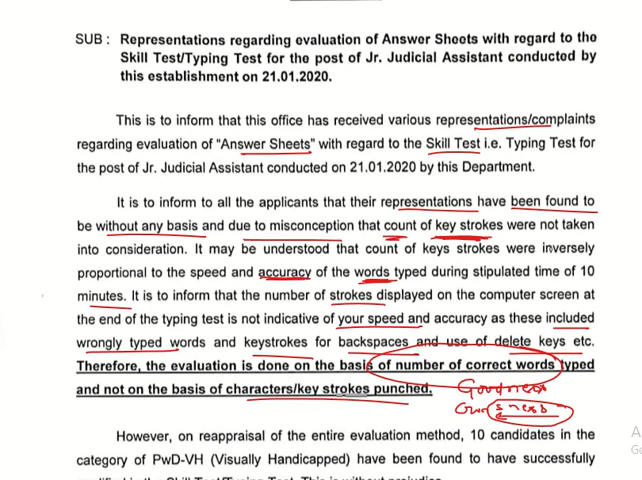 SUB : Representations regarding evaluation of Answer Sheets with regard to the
Skill Test/Typing Test for the post of Jr. Judicial Assistant conducted by
this establishment on 21.01.2020.
This is to inform that this office has received various representations/complaints
regarding evaluation of "Answer Sheets" with regard to the Skill Test i.e. Typing Test for
the post of Jr. Judicial Assistant conducted on 21.01.2020 by this Department.
It is to inform to all the applicants that their representations have been found to
be without any basis and due to misconception that count of key strokes were not taken
into consideration. It may be understood that count of keys strokes were inversely
proportional to the speed and accuracy of the words typed during stipulated time of 10
minutes. It is to inform that the number of strokes displayed on the computer screen at
the end of the typing test is not indicative of your speed and accuracy as these included
wrongly typed words and keystrokes for backspaces and use of delete keys etc.
Therefore, the evaluation is done on the basis of number of correct words typed
and not on the basis of characters/key strokes punched.
Goodness
However, on reappraisal of the entire evaluation method, 10 candidates in the
category of PwD-VH (Visually Handicapped) have been found to have successfully